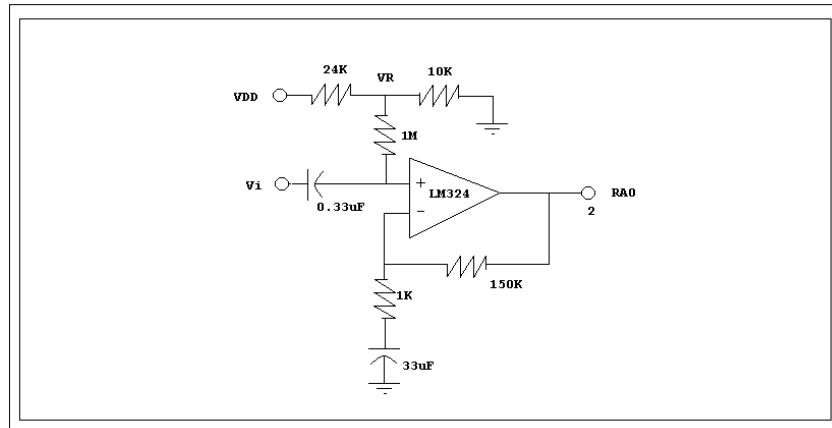 24K
VR
10K
VDD
1M
Vi
+
LM324
RA0
0.33uF
-
2
1K
150K
33uF